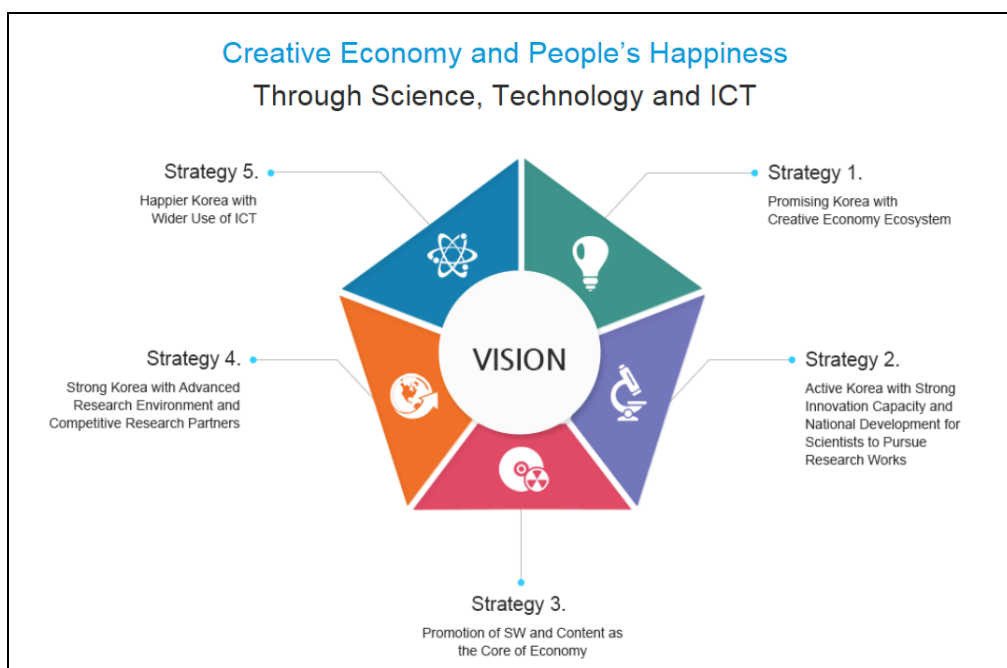 Creative Economy and People's Happiness
Through Science, Technology and ICT
Strategy 1.
Promising Korea with
Creative Economy Ecosystem
Strategy 2.
Active Korea with Strong
Innovation Capacity and
National Development for
Scientists to Pursue
Research Works
Strategy 3.
Promotion of SW and Content as
the Core of Economy
Strategy 4.
Strong Korea with Advanced
Research Environment and
Competitive Research Partners
Strategy 5.
Happier Korea with
Wider Use of ICT
VISION